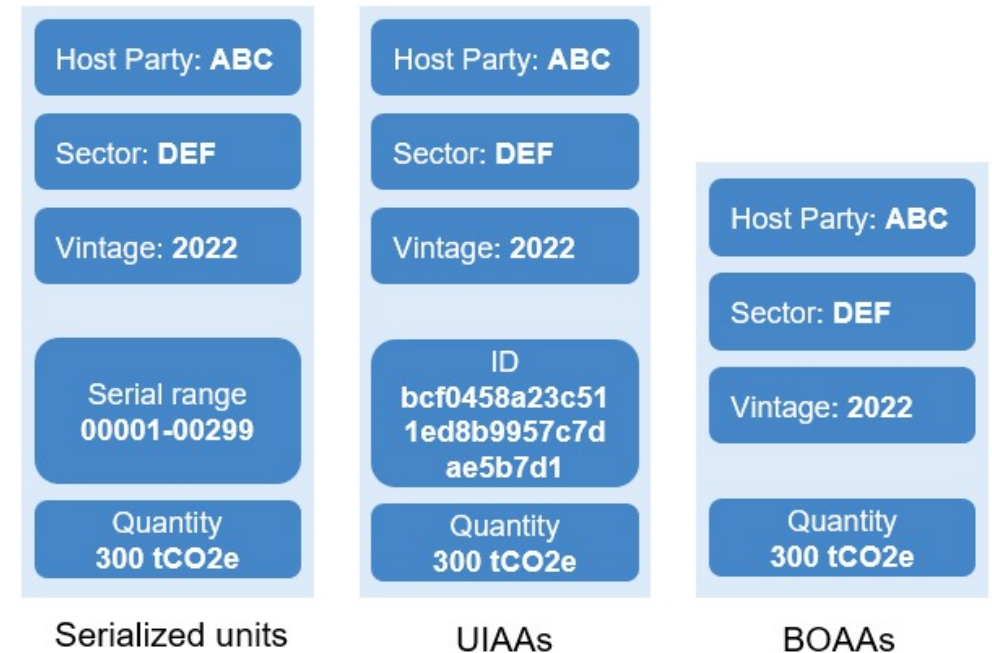 Host Party: ABC
Sector: DEF
Vintage: 2022
Serial range
00001-00299
Quantity
300 tCO2e
Serialized units
Host Party: ABC
Sector: DEF
Vintage: 2022
ID
bcf0458a23c51
1ed8b9957c7d
ae5b7d1
Quantity
300 tCO2e
UIAAs
Host Party: ABC
Sector: DEF
Vintage: 2022
Quantity
300 tCO2e
BOAAs